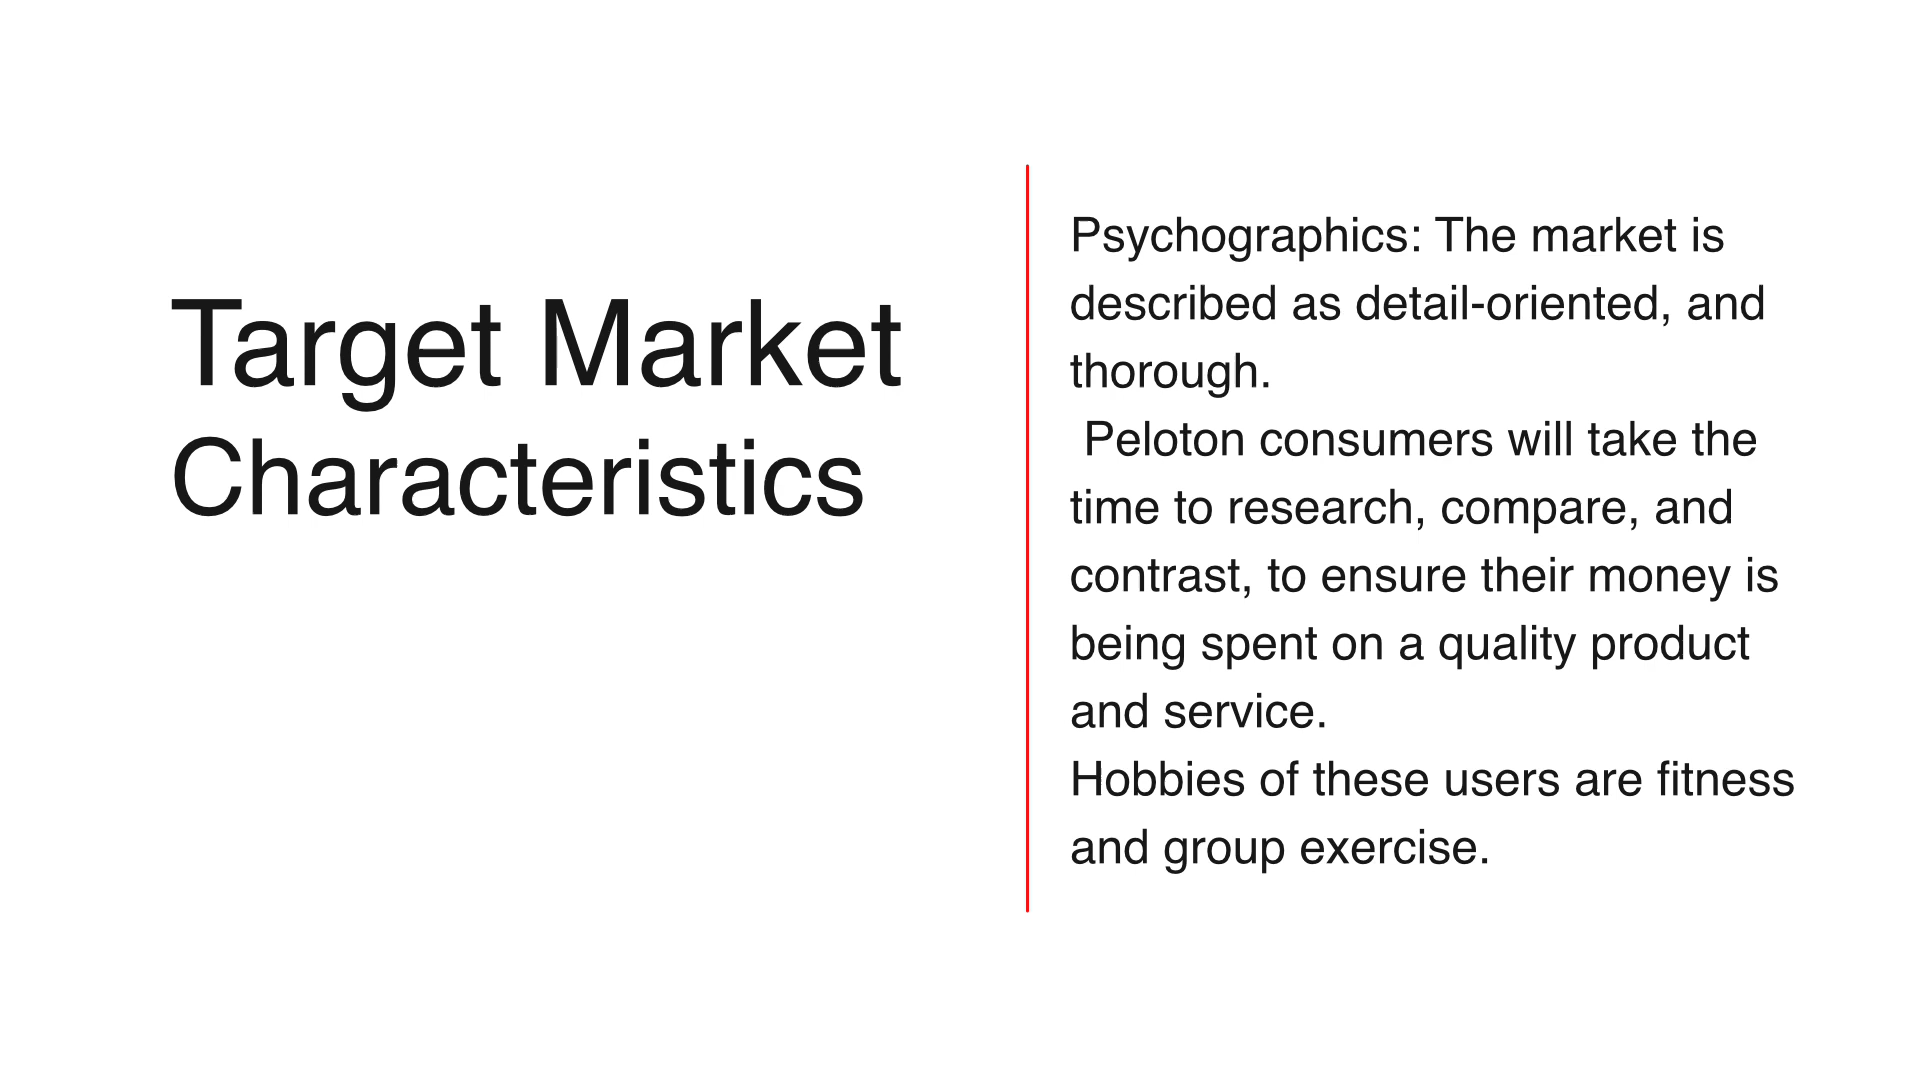 Target Market
Characteristics
Psychographics: The market is
described as detail-oriented, and
thorough.
Peloton consumers will take the
time to research, compare, and
contrast, to ensure their money is
being spent on a quality product
and service.
Hobbies of these users are fitness
and group exercise.